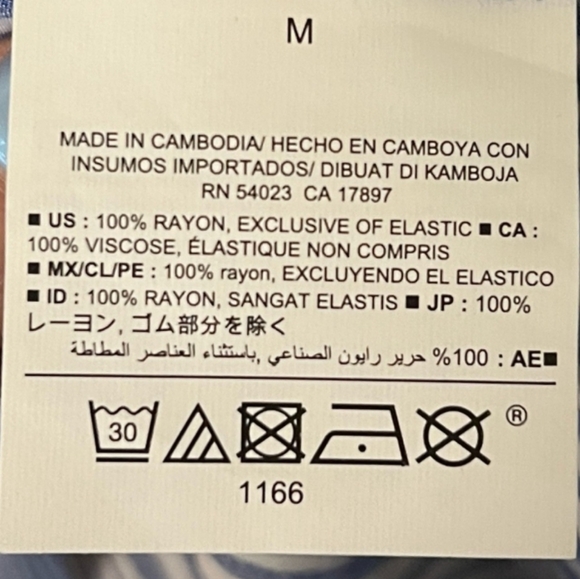 M
MADE IN CAMBODIA/ HECHO EN CAMBOYA CON
INSUMOS IMPORTADOS/ DIBUAT DI KAMBOJA
RN 54023 CA 17897
■ US : 100% RAYON, EXCLUSIVE OF ELASTIC ■ CA :
100% VISCOSE, ÉLASTIQUE NON COMPRIS
■ MX/CL/PE : 100% rayon, EXCLUYENDO EL ELASTICO
■ ID : 100% RAYON, SANGAT ELASTIS ■ JP : 100%
レーヨン, ゴム部分を除く
■AE : 100% حرير رايون الصناعي ,باستثناء العناصر المطاطة
30 ®
1166